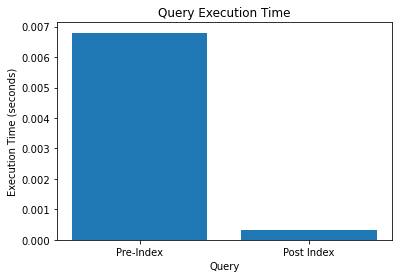 Query Execution Time
Execution Time (seconds)
0.007
0.006
0.005
0.004
0.003
0.002
0.001
0.000
Pre-Index
Post Index
Query